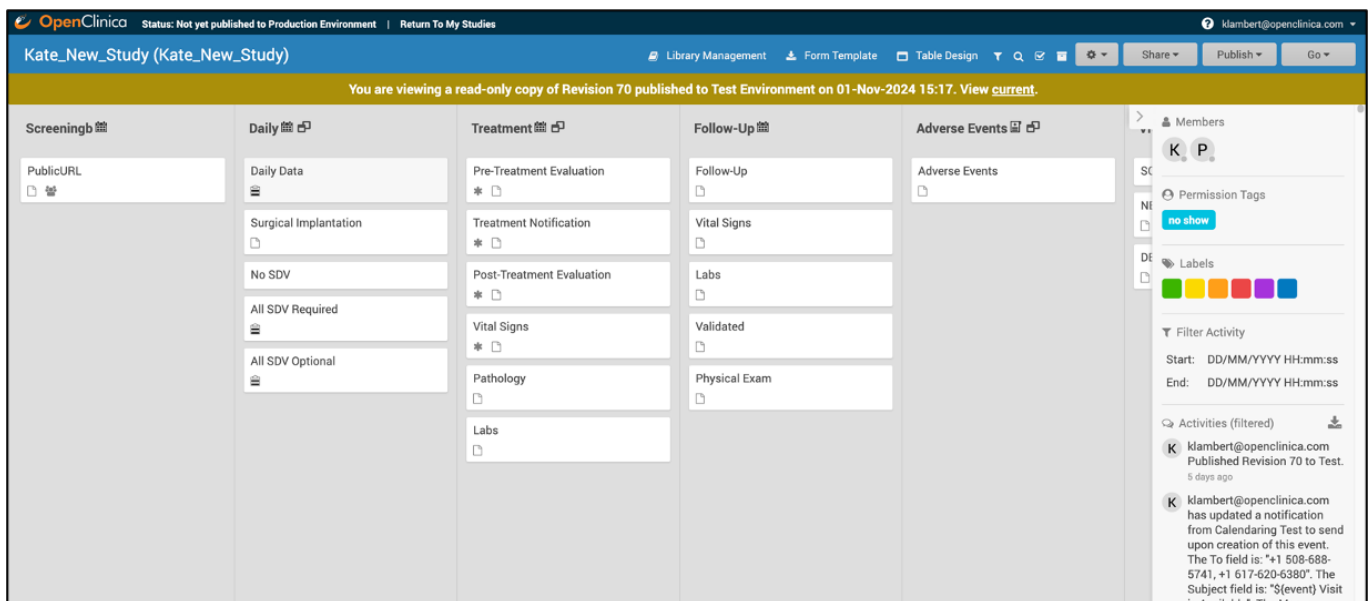 OpenClinica Status: Not yet published to Production Environment | Return To My Studies
klambert@openclinica.com
Kate_New_Study (Kate_New_Study)
Library Management Form Template Table Design
Share Publish Go
You are viewing a read-only copy of Revision 70 published to Test Environment on 01-Nov-2024 15:17. View current.
Screeningb
PublicURL
Daily
Daily Data
Surgical Implantation
No SDV
All SDV Required
All SDV Optional
Treatment
Pre-Treatment Evaluation
Treatment Notification
Post-Treatment Evaluation
Vital Signs
Pathology
Labs
Follow-Up
Follow-Up
Vital Signs
Labs
Validated
Physical Exam
Adverse Events
Adverse Events
Members
K P
Permission Tags
no show
Labels
Filter Activity
Start: DD/MM/YYYY HH:mm:ss
End: DD/MM/YYYY HH:mm:ss
Activities (filtered)
K klambert@openclinica.com
Published Revision 70 to Test.
5 days ago
K klambert@openclinica.com
has updated a notification
from Calendaring Test to send
upon creation of this event.
The To field is: "+1 508-688-
5741, +1 617-620-6380". The
Subject field is: "${event} Visit